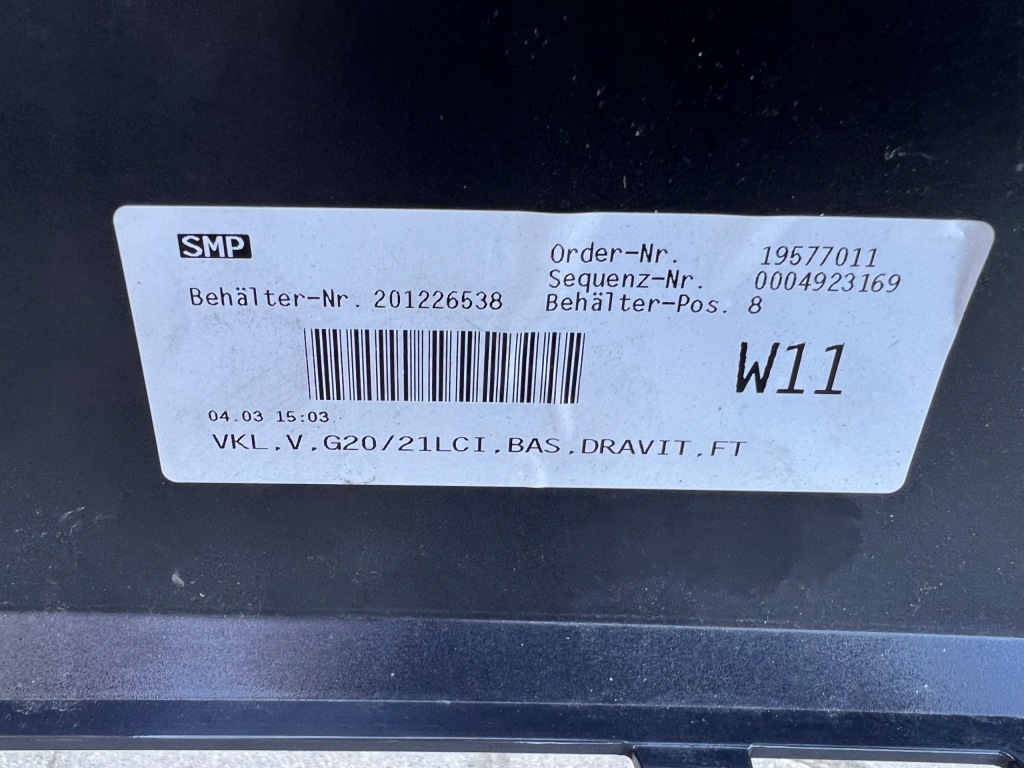 SMP
Order-Nr. 19577011
Sequenz-Nr. 0004923169
Behälter-Nr. 201226538 Behälter-Pos. 8
W11
04.03 15:03
VKL,V,G20/21LCI,BAS,DRAVIT,FT